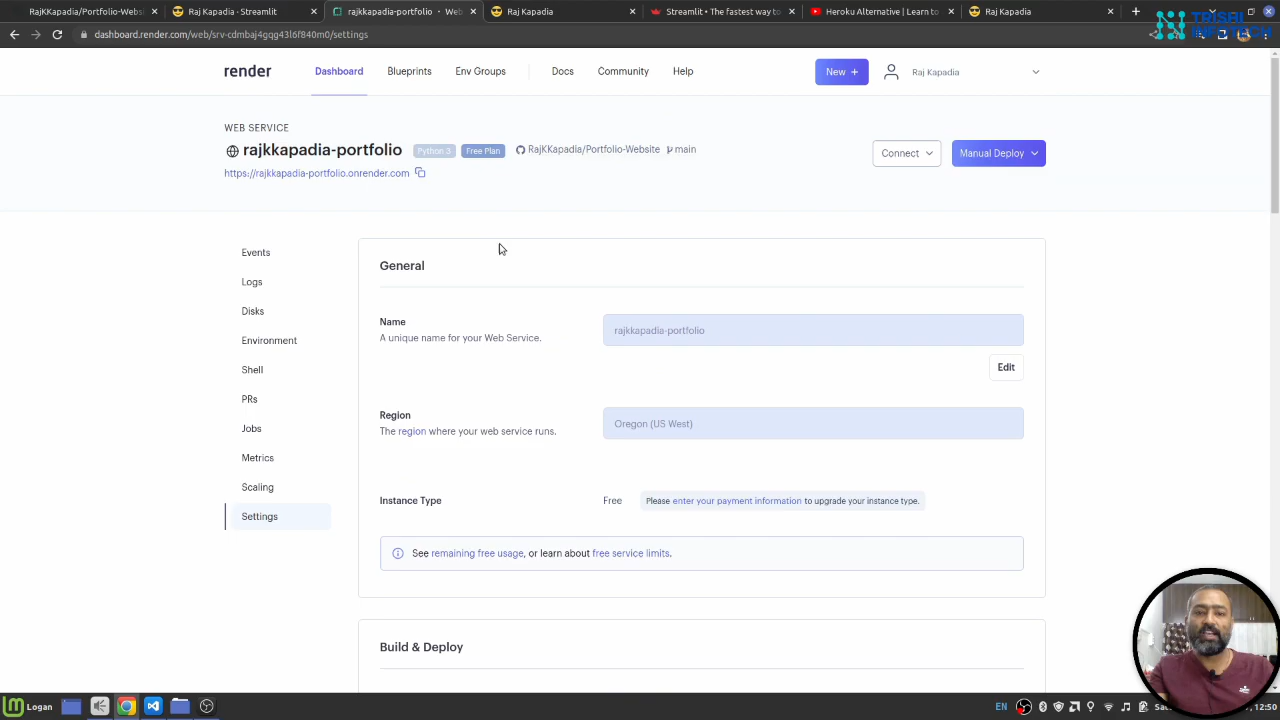 RajKKapadia/Portfolio-Websi
Raj Kapadia · Streamlit
rajkkapadia-portfolio · Web
Raj Kapadia
Streamlit • The fastest way to
Heroku Alternative | Learn to
Raj Kapadia
TRISHI INFOTECH
dashboard.render.com/web/srv-cdmbaj4gqg43l6f840m0/settings
render
Dashboard
Blueprints
Env Groups
Docs
Community
Help
New +
Raj Kapadia
WEB SERVICE
rajkkapadia-portfolio
Python 3
Free Plan
RajKKapadia/Portfolio-Website
main
Connect
Manual Deploy
https://rajkkapadia-portfolio.onrender.com
Events
Logs
Disks
Environment
Shell
PRs
Jobs
Metrics
Scaling
Settings
General
Name
A unique name for your Web Service.
rajkkapadia-portfolio
Edit
Region
The region where your web service runs.
Oregon (US West)
Instance Type
Free
Please enter your payment information to upgrade your instance type.
See remaining free usage, or learn about free service limits.
Build & Deploy
Logan
EN
12:50